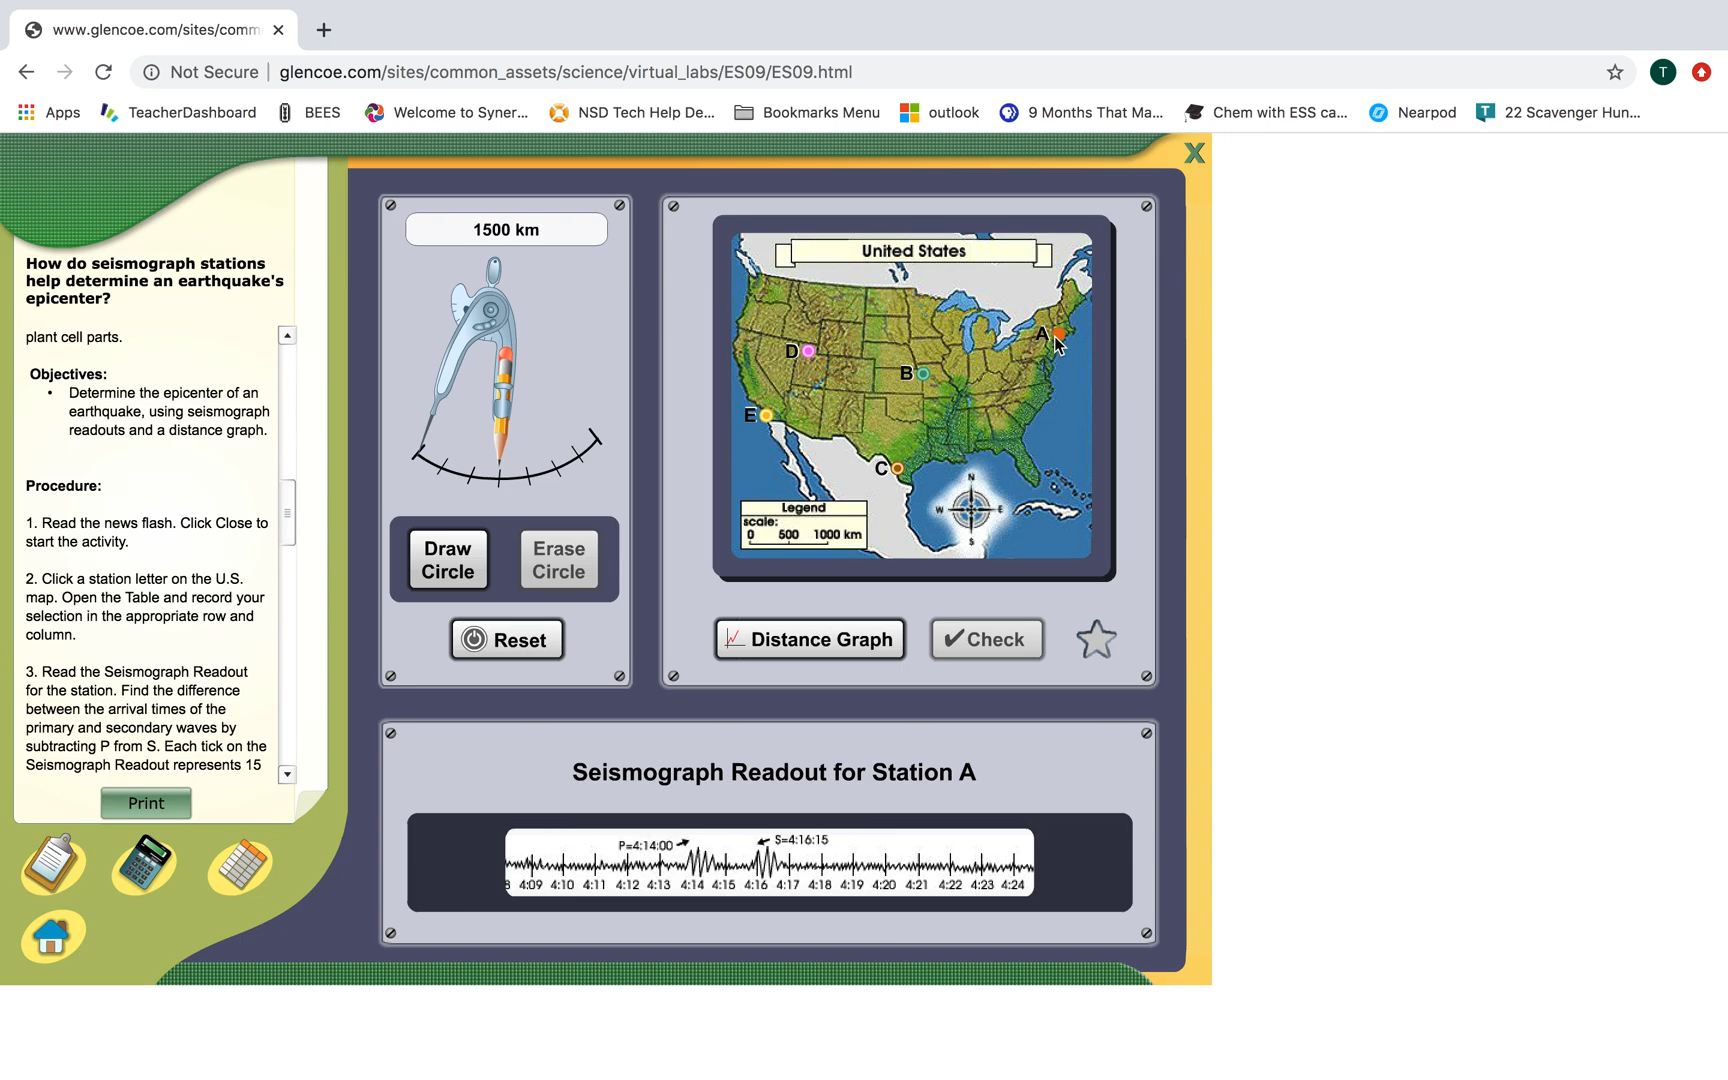 www.glencoe.com/sites/comm
Not Secure | glencoe.com/sites/common_assets/science/virtual_labs/ES09/ES09.html
T
Apps TeacherDashboard BEES Welcome to Syner... NSD Tech Help De... Bookmarks Menu outlook 9 Months That Ma... Chem with ESS ca... Nearpod 22 Scavenger Hun...
X
How do seismograph stations
help determine an earthquake's
epicenter?
plant cell parts.
Objectives:
• Determine the epicenter of an
earthquake, using seismograph
readouts and a distance graph.
Procedure:
1. Read the news flash. Click Close to
start the activity.
2. Click a station letter on the U.S.
map. Open the Table and record your
selection in the appropriate row and
column.
3. Read the Seismograph Readout
for the station. Find the difference
between the arrival times of the
primary and secondary waves by
subtracting P from S. Each tick on the
Seismograph Readout represents 15
Print
1500 km
Draw
Circle
Erase
Circle
Reset
United States
A
D
B
E
C
N
W E
S
Legend
scale:
0 500 1000 km
Distance Graph
Check
Seismograph Readout for Station A
P=4:14:00 S=4:16:15
8 4:09 4:10 4:11 4:12 4:13 4:14 4:15 4:16 4:17 4:18 4:19 4:20 4:21 4:22 4:23 4:24